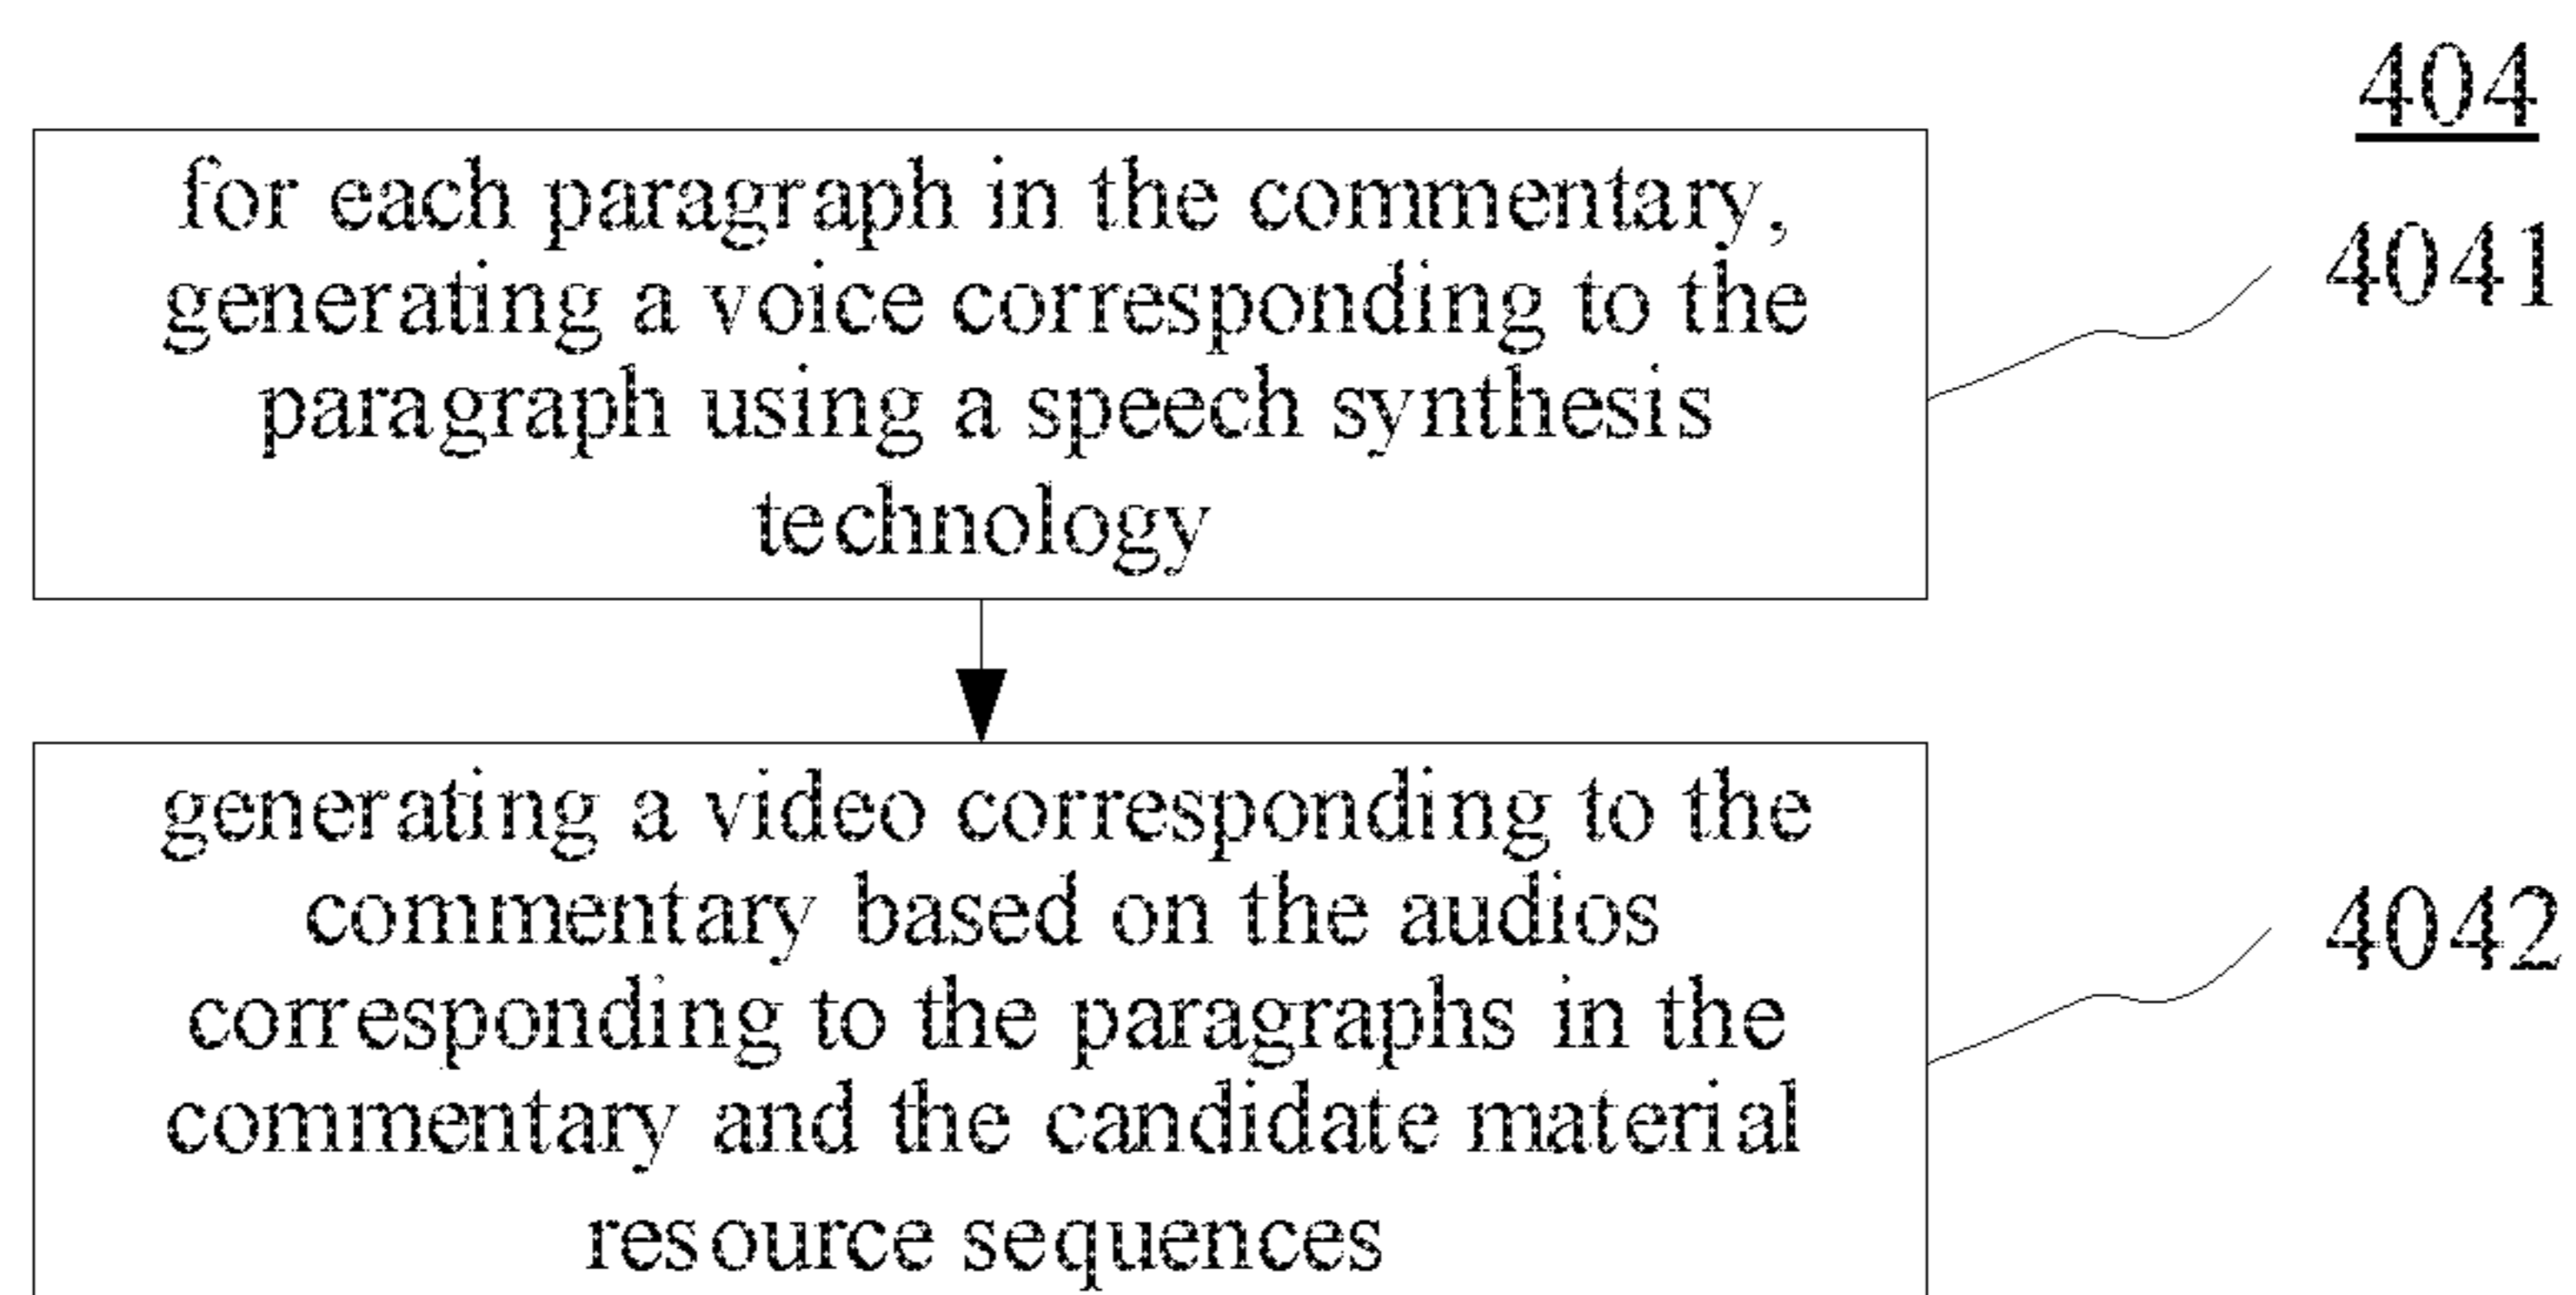 404
for each paragraph in the commentary,
4041
generating a voice corresponding to the
paragraph using a speech synthesis
technology
generating a video corresponding to the
commentary based on the audios
4042
corresponding to the paragraphs in the
commentary and the candidate material
resource sequences